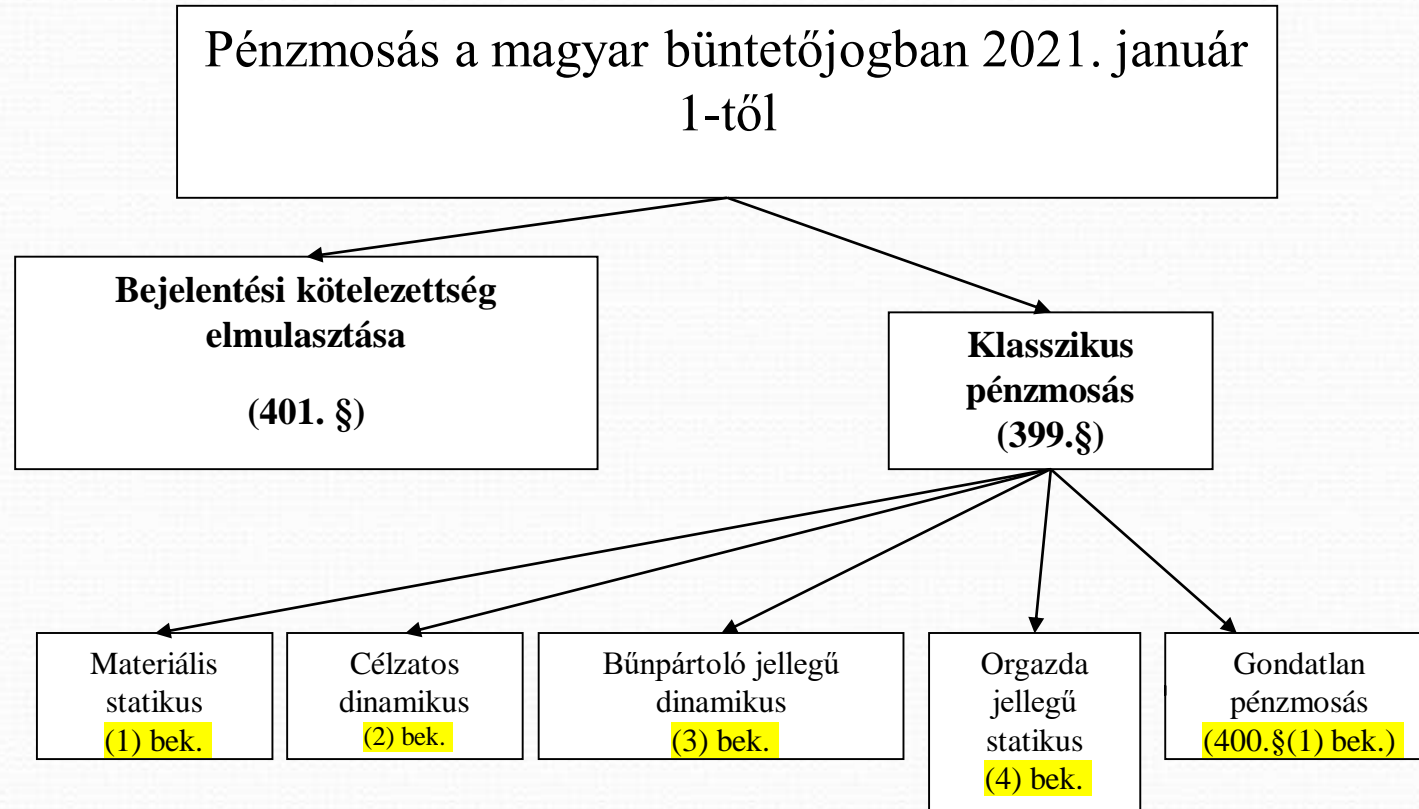 Pénzmosás a magyar büntetőjogban 2021. január
1-től
Bejelentési kötelezettség
elmulasztása
(401. §)
Klasszikus
pénzmosás
(399.§)
Materiális
statikus
(1) bek.
Célzatos
dinamikus
(2) bek.
Bűnpártoló jellegű
dinamikus
(3) bek.
Orgazda
jellegű
statikus
(4) bek.
Gondatlan
pénzmosás
(400.§(1) bek.)